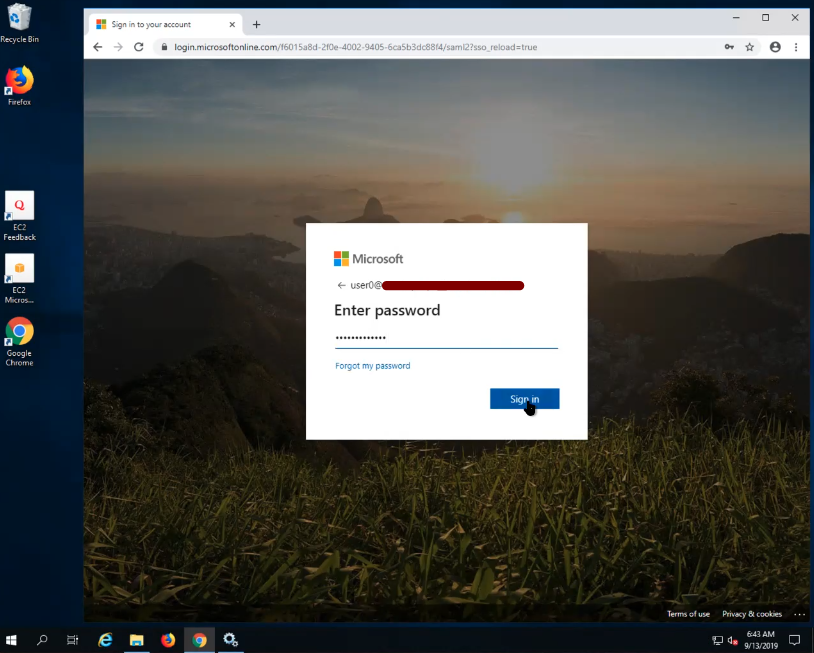 Recycle Bin
Firefox
EC2
Feedback
EC2
Micros...
Google
Chrome
Sign in to your account
login.microsoftonline.com/f6015a8d-2f0e-4002-9405-6ca5b3dc88f4/saml2?sso_reload=true
Microsoft
user0@
Enter password
Forgot my password
Sign in
Terms of use Privacy & cookies ...
6:43 AM
9/13/2019